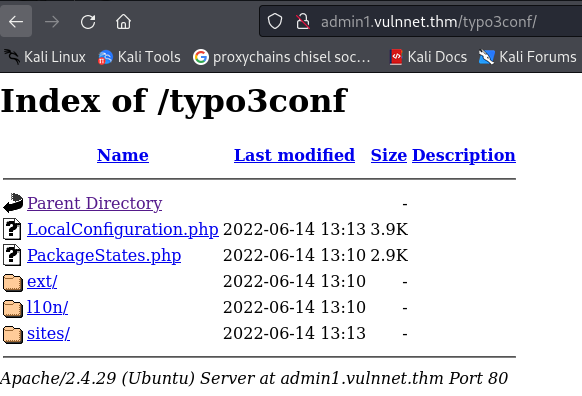 admin1.vulnnet.thm/typo3conf/
Kali Linux Kali Tools proxychains chisel soc... Kali Docs Kali Forums
Index of /typo3conf
Name Last modified Size Description
Parent Directory -
LocalConfiguration.php 2022-06-14 13:13 3.9K
PackageStates.php 2022-06-14 13:10 2.9K
ext/ 2022-06-14 13:10 -
l10n/ 2022-06-14 13:10 -
sites/ 2022-06-14 13:13 -
Apache/2.4.29 (Ubuntu) Server at admin1.vulnnet.thm Port 80